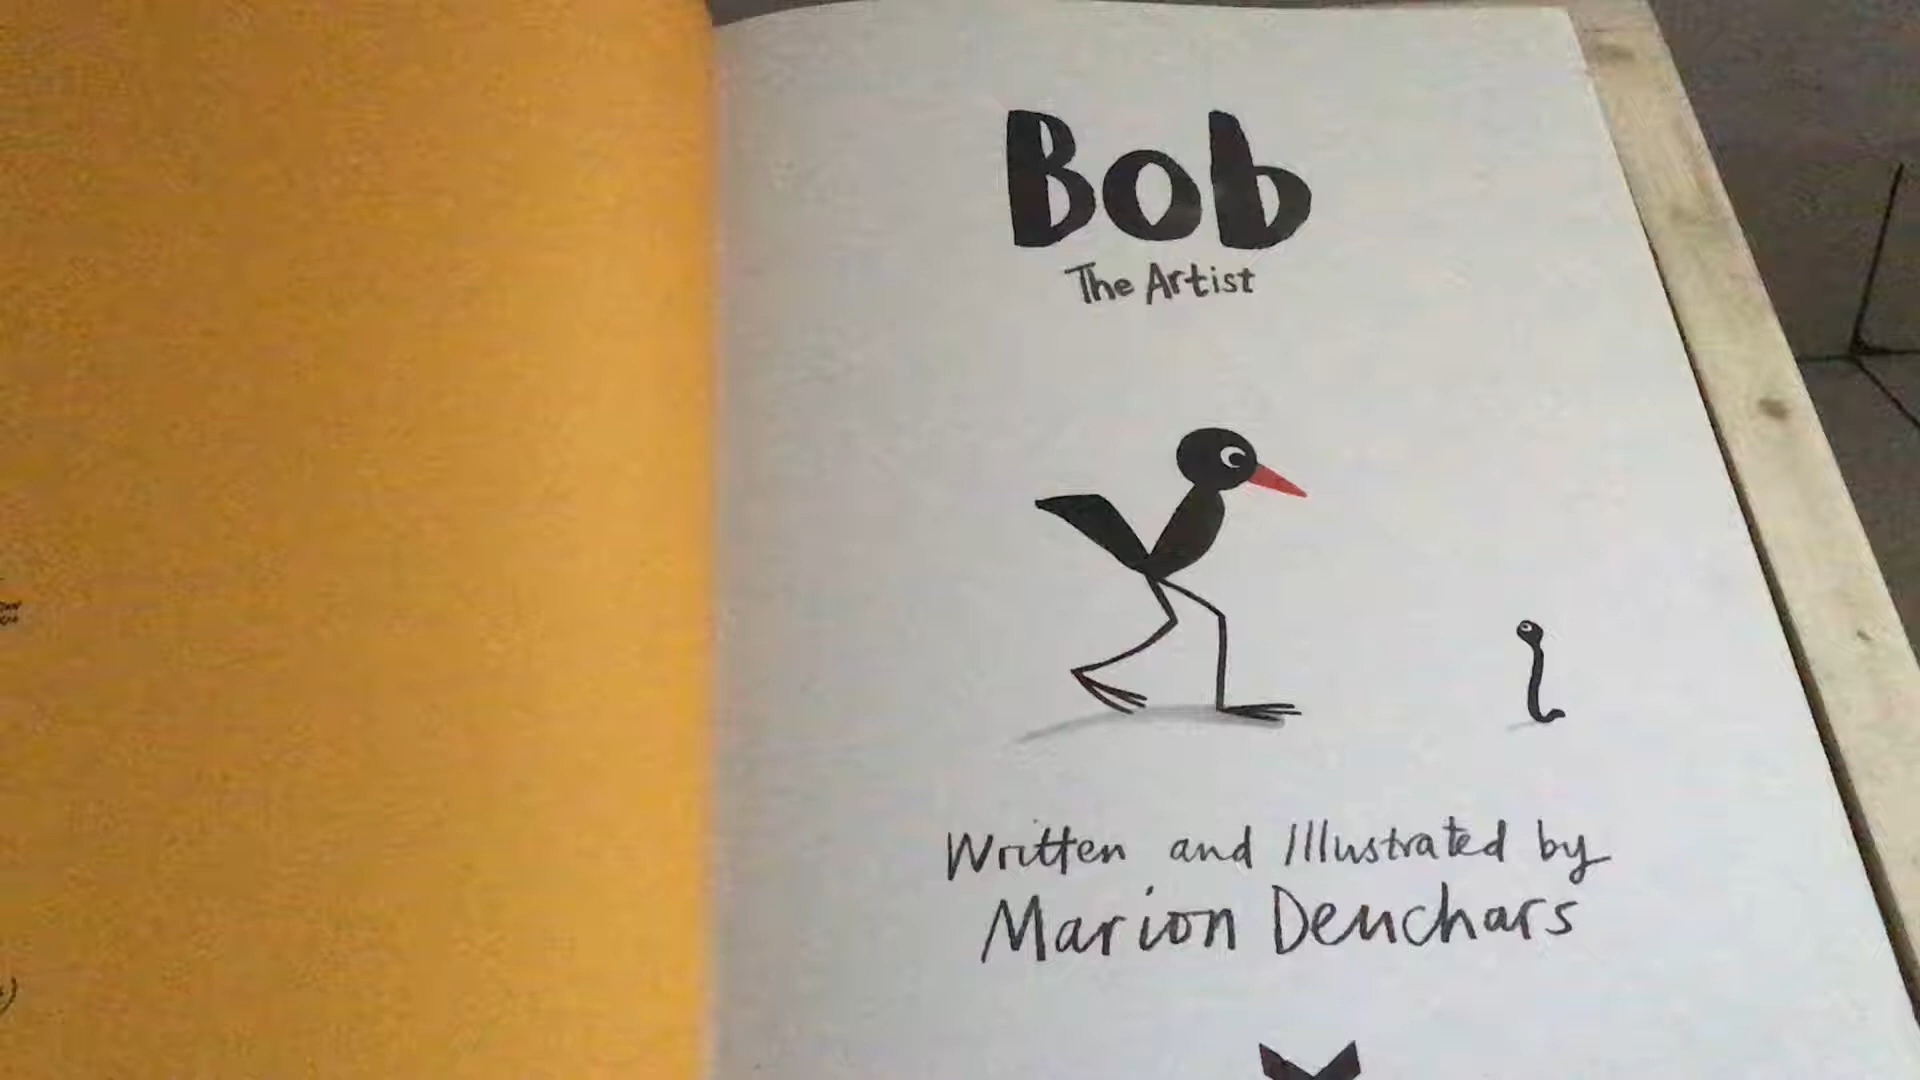 Bob
The Artist
Written and Illustrated by
Marion Deuchars